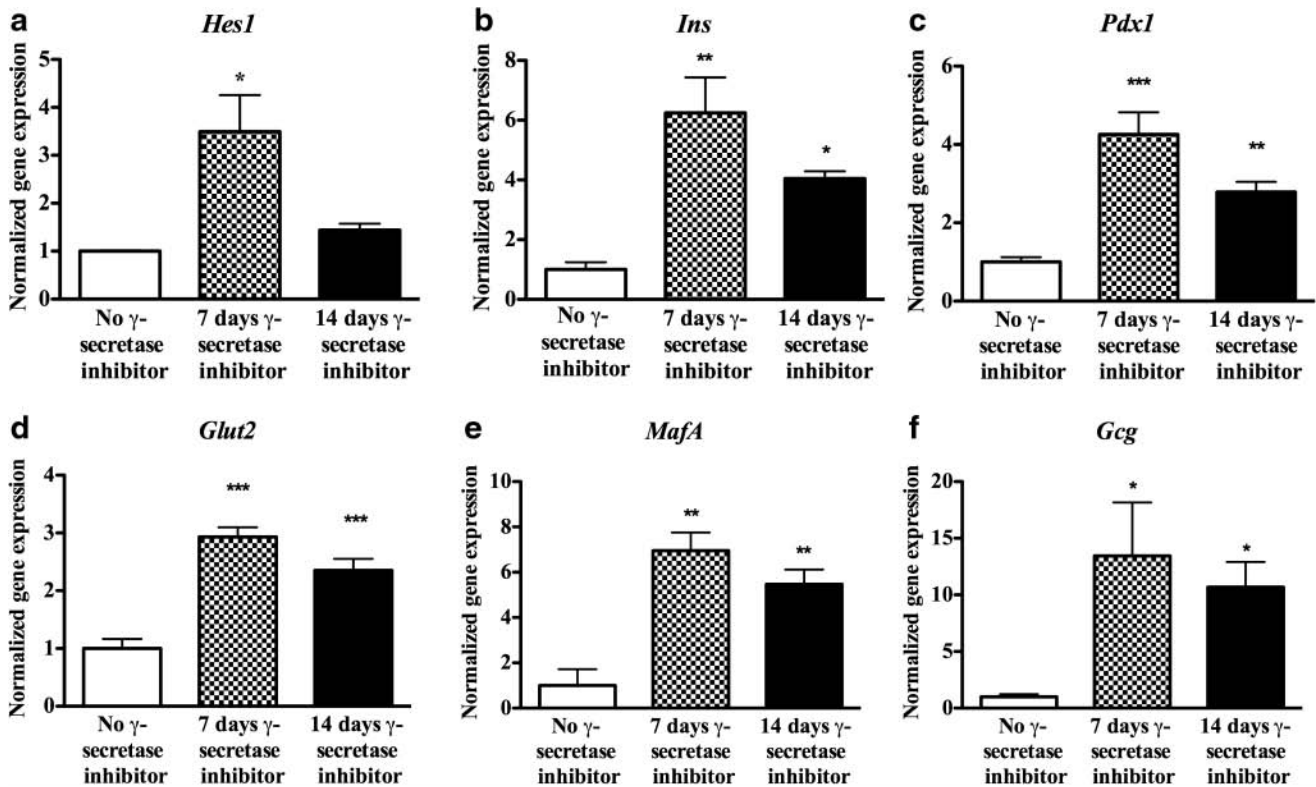 a
Hes1
Normalized gene expression
5
4
3
2
1
0
*
No γ-
secretase
inhibitor
7 days γ-
secretase
inhibitor
14 days γ-
secretase
inhibitor
b
Ins
Normalized gene expression
8
6
4
2
0
**
*
No γ-
secretase
inhibitor
7 days γ-
secretase
inhibitor
14 days γ-
secretase
inhibitor
c
Pdx1
Normalized gene expression
6
4
2
0
***
**
No γ-
secretase
inhibitor
7 days γ-
secretase
inhibitor
14 days γ-
secretase
inhibitor
d
Glut2
Normalized gene expression
4
3
2
1
0
***
***
No γ-
secretase
inhibitor
7 days γ-
secretase
inhibitor
14 days γ-
secretase
inhibitor
e
MafA
Normalized gene expression
10
8
6
4
2
0
**
**
No γ-
secretase
inhibitor
7 days γ-
secretase
inhibitor
14 days γ-
secretase
inhibitor
f
Gcg
Normalized gene expression
20
15
10
5
0
*
*
No γ-
secretase
inhibitor
7 days γ-
secretase
inhibitor
14 days γ-
secretase
inhibitor